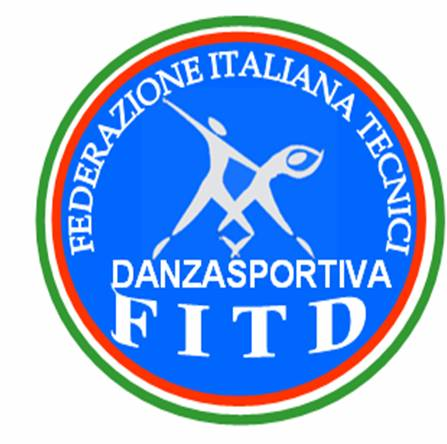 FEDERAZIONE ITALIANA TECNICI
DANZASPORTIVA
FITD